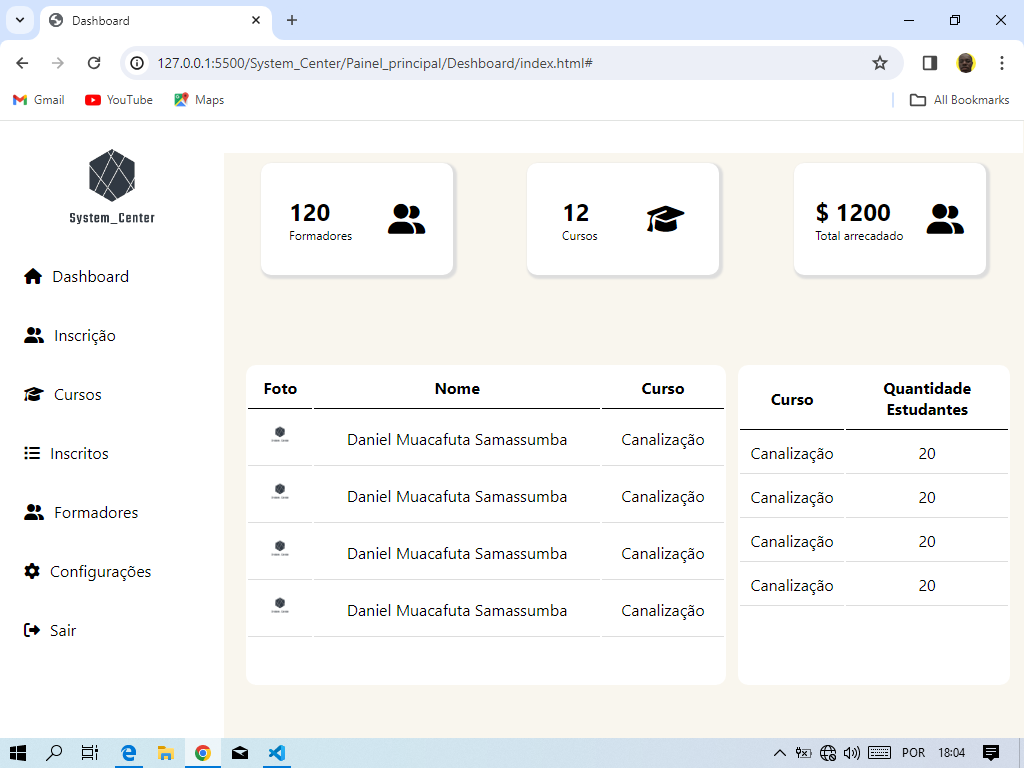 Dashboard
127.0.0.1:5500/System_Center/Painel_principal/Deshboard/index.html#
Gmail YouTube Maps All Bookmarks
System_Center
Dashboard
Inscrição
Cursos
Inscritos
Formadores
Configurações
Sair
120
Formadores
12
Cursos
$ 1200
Total arrecadado
Foto Nome Curso
Daniel Muacafuta Samassumba Canalização
Daniel Muacafuta Samassumba Canalização
Daniel Muacafuta Samassumba Canalização
Daniel Muacafuta Samassumba Canalização
Curso Quantidade
Estudantes
Canalização 20
Canalização 20
Canalização 20
Canalização 20
POR 18:04